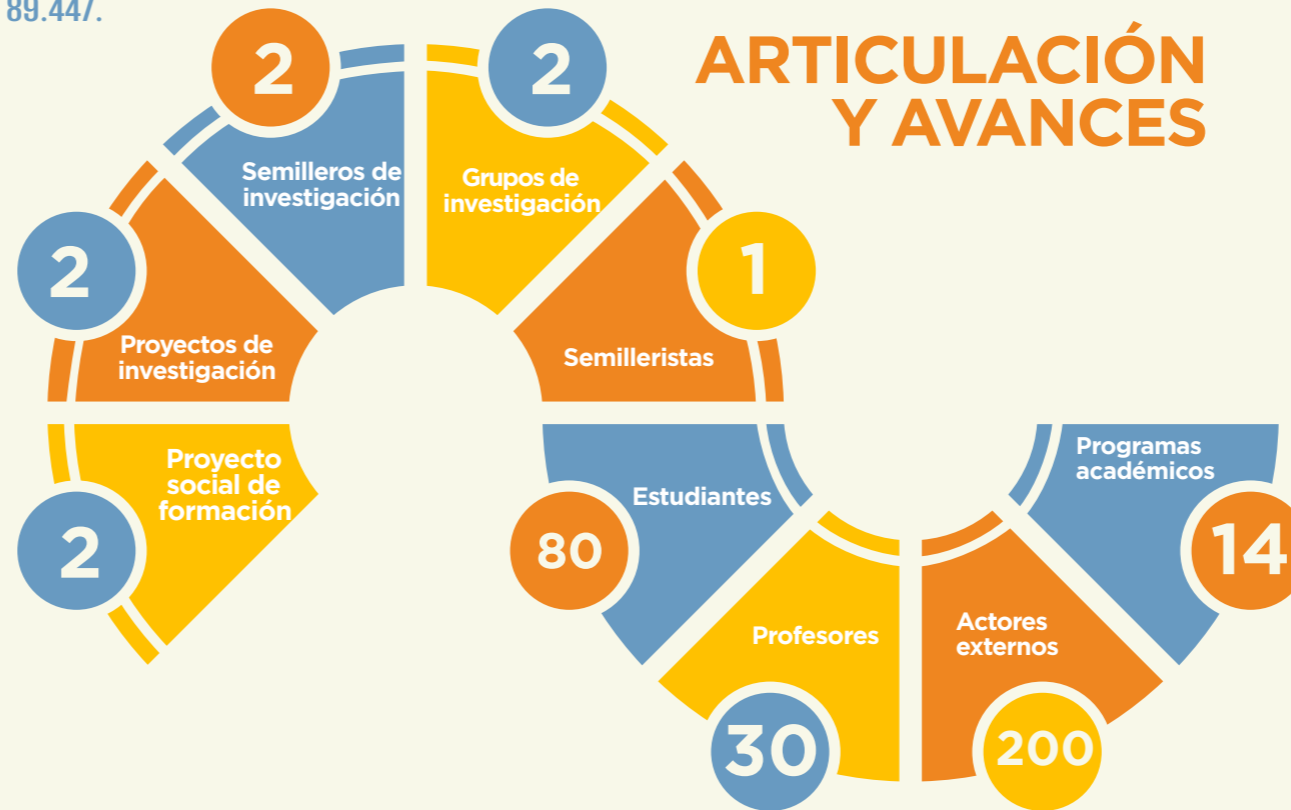 89.447.
ARTICULACIÓN
Y AVANCES
2
Proyecto
social de
formación
2
Proyectos de
investigación
2
Semilleros de
investigación
2
Grupos de
investigación
1
Semilleristas
80
Estudiantes
30
Profesores
200
Actores
externos
14
Programas
académicos